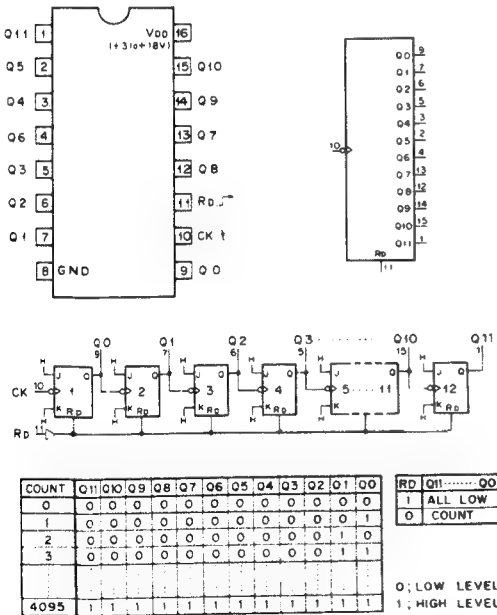 Q11 1 VDD 16
(+3to+18V)
Q5 2 15 Q10
Q4 3 14 Q9
Q6 4 13 Q7
Q3 5 12 Q8
Q2 6 11 RD
Q1 7 10 CK
8 GND 9 Q0
Q0 9
Q1 7
Q2 6
Q3 5
Q4 3
Q5 2
10 Q6 4
Q7 13
Q8 12
Q9 14
Q10 15
Q11 1
RD
11
Q0 Q1 Q2 Q3 Q10 Q11
9 7 6 5 15 1
H H H H H H
J Q J Q J Q J Q J Q J Q
CK 10 1 2 3 4 5 11 12
K RD K RD K RD K RD K RD K RD
H H H H H H
RD 11
COUNT Q11 Q10 Q9 Q8 Q7 Q6 Q5 Q4 Q3 Q2 Q1 Q0
0 0 0 0 0 0 0 0 0 0 0 0 0
1 0 0 0 0 0 0 0 0 0 0 0 1
2 0 0 0 0 0 0 0 0 0 0 1 0
3 0 0 0 0 0 0 0 0 0 0 1 1
4095 1 1 1 1 1 1 1 1 1 1 1 1
RD Q11 ........ Q0
1 ALL LOW
0 COUNT
0 ; LOW LEVEL
1 ; HIGH LEVEL